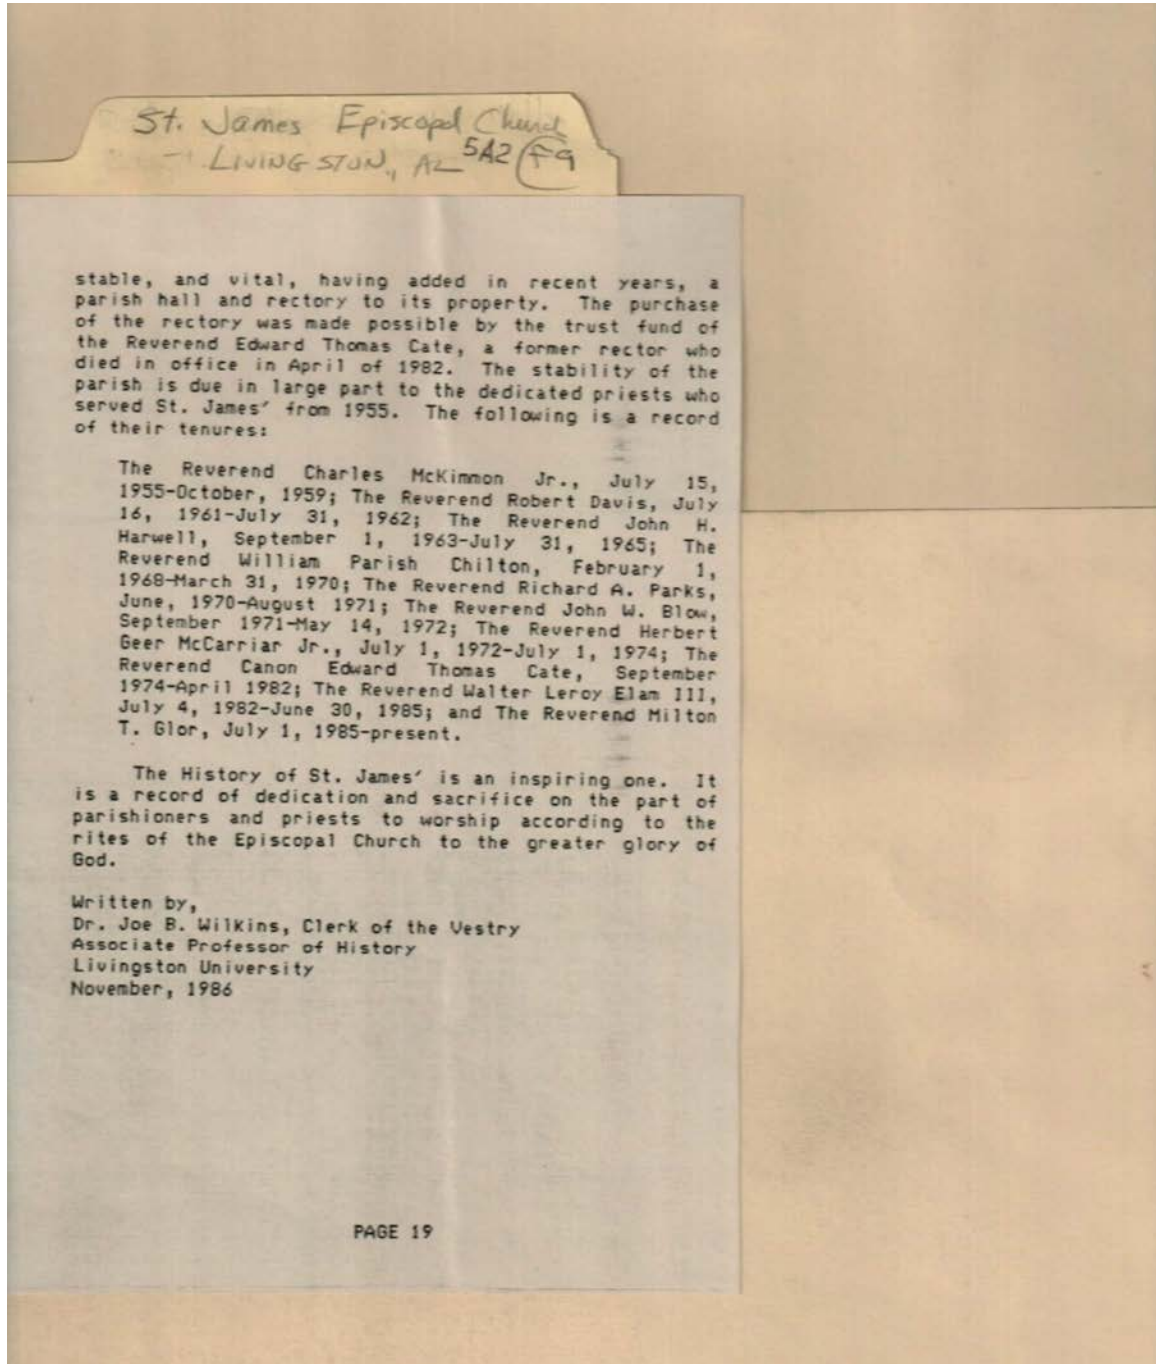 St. James Episcopal Church
- LIVINGSTON, AL 5A2 F9
stable, and vital, having added in recent years, a
parish hall and rectory to its property. The purchase
of the rectory was made possible by the trust fund of
the Reverend Edward Thomas Cate, a former rector who
died in office in April of 1982. The stability of the
parish is due in large part to the dedicated priests who
served St. James' from 1955. The following is a record
of their tenures:
The Reverend Charles McKimmon Jr., July 15,
1955-October, 1959; The Reverend Robert Davis, July
16, 1961-July 31, 1962; The Reverend John H.
Harwell, September 1, 1963-July 31, 1965; The
Reverend William Parish Chilton, February 1,
1968-March 31, 1970; The Reverend Richard A. Parks,
June, 1970-August 1971; The Reverend John W. Blow,
September 1971-May 14, 1972; The Reverend Herbert
Geer McCarriar Jr., July 1, 1972-July 1, 1974; The
Reverend Canon Edward Thomas Cate, September
1974-April 1982; The Reverend Walter Leroy Elam III,
July 4, 1982-June 30, 1985; and The Reverend Milton
T. Glor, July 1, 1985-present.
The History of St. James' is an inspiring one. It
is a record of dedication and sacrifice on the part of
parishioners and priests to worship according to the
rites of the Episcopal Church to the greater glory of
God.
Written by,
Dr. Joe B. Wilkins, Clerk of the Vestry
Associate Professor of History
Livingston University
November, 1986
PAGE 19